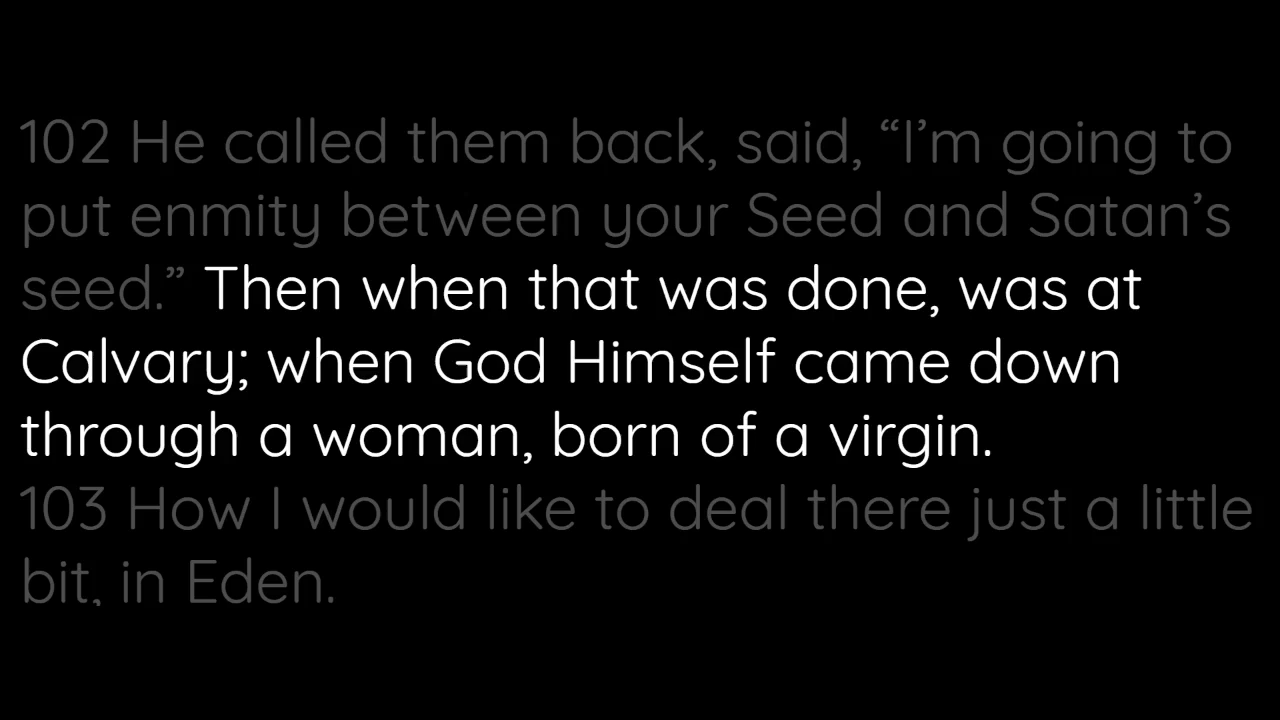 102 He called them back, said, “I’m going to
put enmity between your Seed and Satan’s
seed.” Then when that was done, was at
Calvary; when God Himself came down
through a woman, born of a virgin.
103 How I would like to deal there just a little
bit, in Eden.